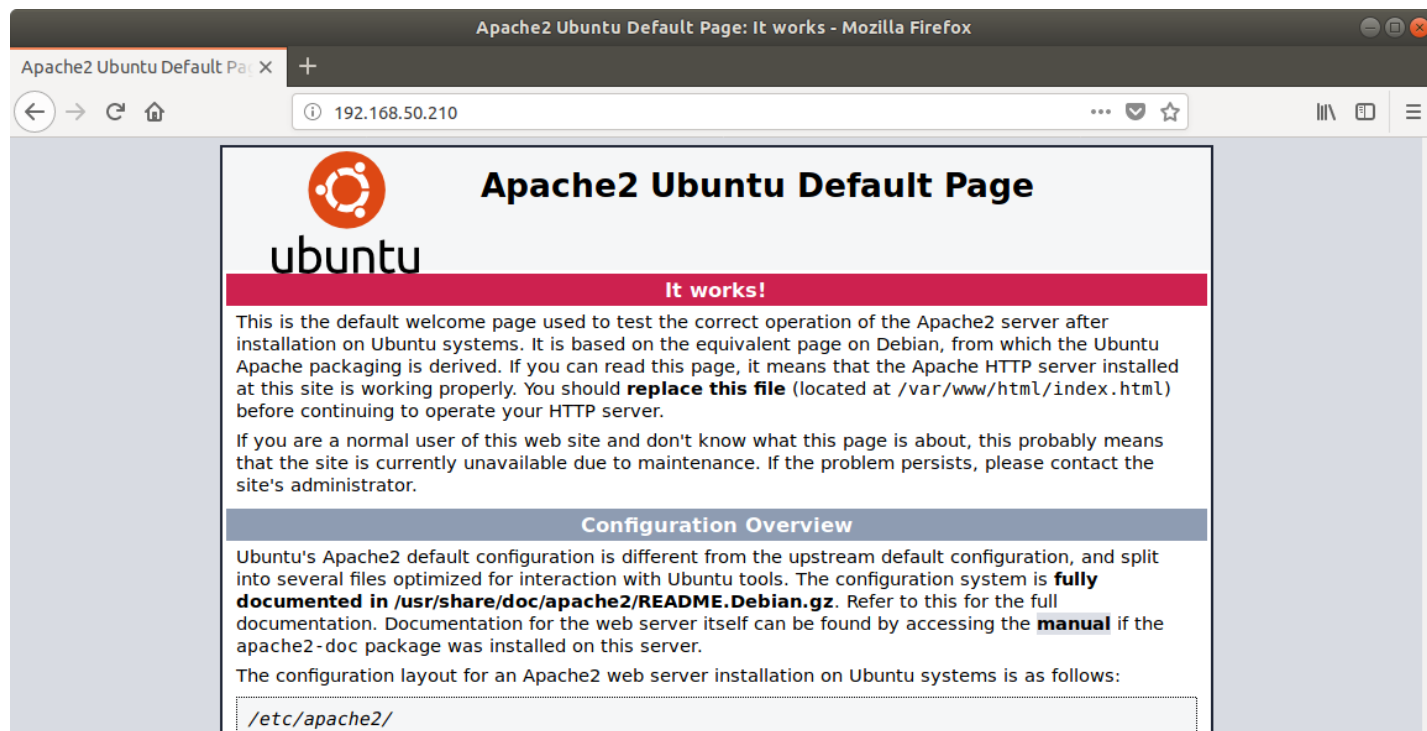 Apache2 Ubuntu Default Page: It works - Mozilla Firefox
Apache2 Ubuntu Default Pag
192.168.50.210
ubuntu
Apache2 Ubuntu Default Page
It works!
This is the default welcome page used to test the correct operation of the Apache2 server after
installation on Ubuntu systems. It is based on the equivalent page on Debian, from which the Ubuntu
Apache packaging is derived. If you can read this page, it means that the Apache HTTP server installed
at this site is working properly. You should replace this file (located at /var/www/html/index.html)
before continuing to operate your HTTP server.
If you are a normal user of this web site and don't know what this page is about, this probably means
that the site is currently unavailable due to maintenance. If the problem persists, please contact the
site's administrator.
Configuration Overview
Ubuntu's Apache2 default configuration is different from the upstream default configuration, and split
into several files optimized for interaction with Ubuntu tools. The configuration system is fully
documented in /usr/share/doc/apache2/README.Debian.gz. Refer to this for the full
documentation. Documentation for the web server itself can be found by accessing the manual if the
apache2-doc package was installed on this server.
The configuration layout for an Apache2 web server installation on Ubuntu systems is as follows:
/etc/apache2/